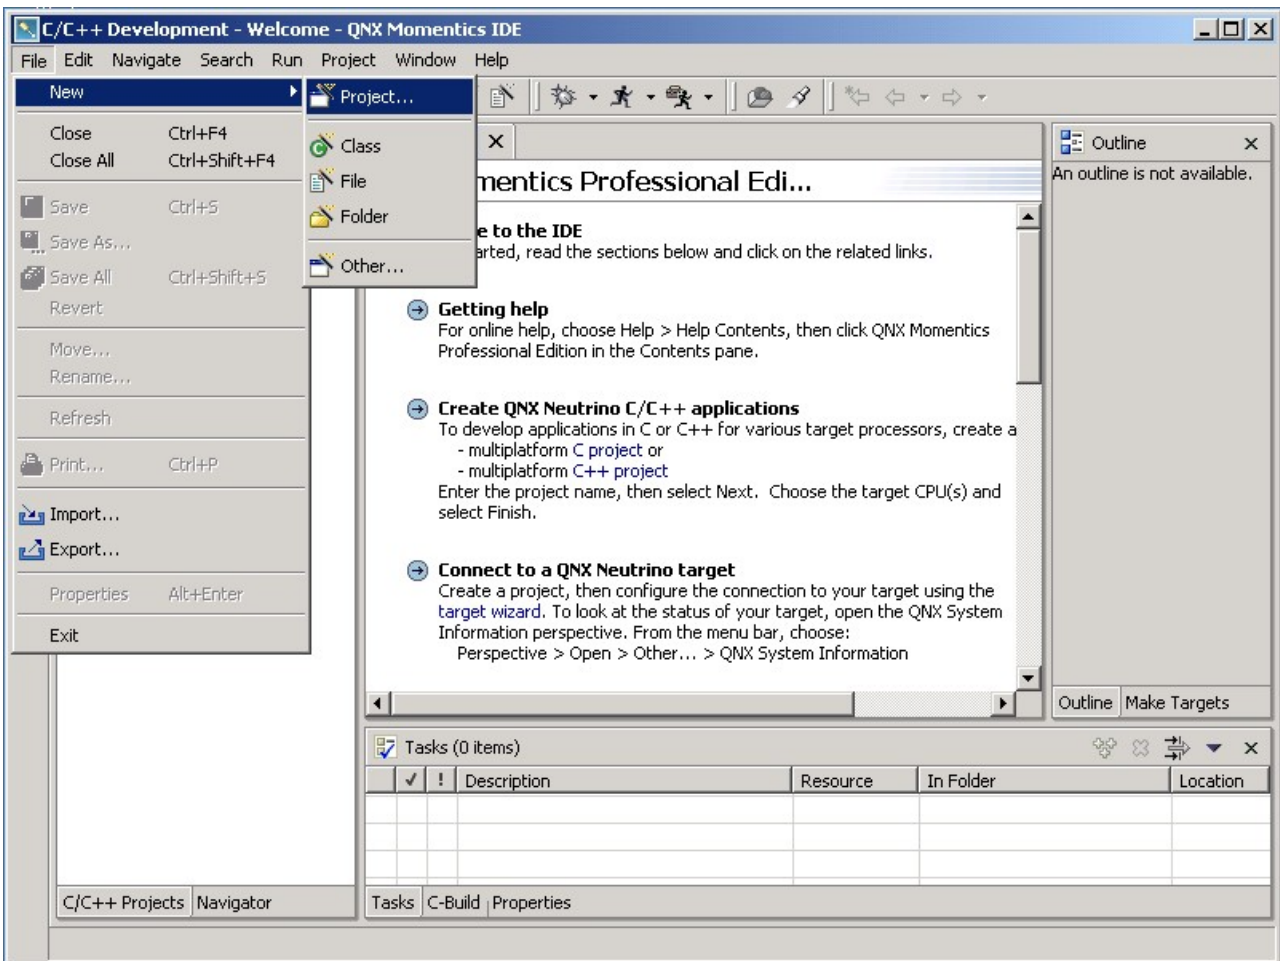 C/C++ Development - Welcome - QNX Momentics IDE
File Edit Navigate Search Run Project Window Help
New
Project...
Close Ctrl+F4
Close All Ctrl+Shift+F4
Class
File
Folder
Other...
Save Ctrl+S
Save As...
Save All Ctrl+Shift+S
Revert
Move...
Rename...
Refresh
Print... Ctrl+P
Import...
Export...
Properties Alt+Enter
Exit
mentics Professional Edi...
e to the IDE
arted, read the sections below and click on the related links.
Getting help
For online help, choose Help > Help Contents, then click QNX Momentics
Professional Edition in the Contents pane.
Create QNX Neutrino C/C++ applications
To develop applications in C or C++ for various target processors, create a
- multiplatform C project or
- multiplatform C++ project
Enter the project name, then select Next. Choose the target CPU(s) and
select Finish.
Connect to a QNX Neutrino target
Create a project, then configure the connection to your target using the
target wizard. To look at the status of your target, open the QNX System
Information perspective. From the menu bar, choose:
Perspective > Open > Other... > QNX System Information
Outline
An outline is not available.
Outline Make Targets
Tasks (0 items)
! Description Resource In Folder Location
C/C++ Projects Navigator
Tasks C-Build Properties